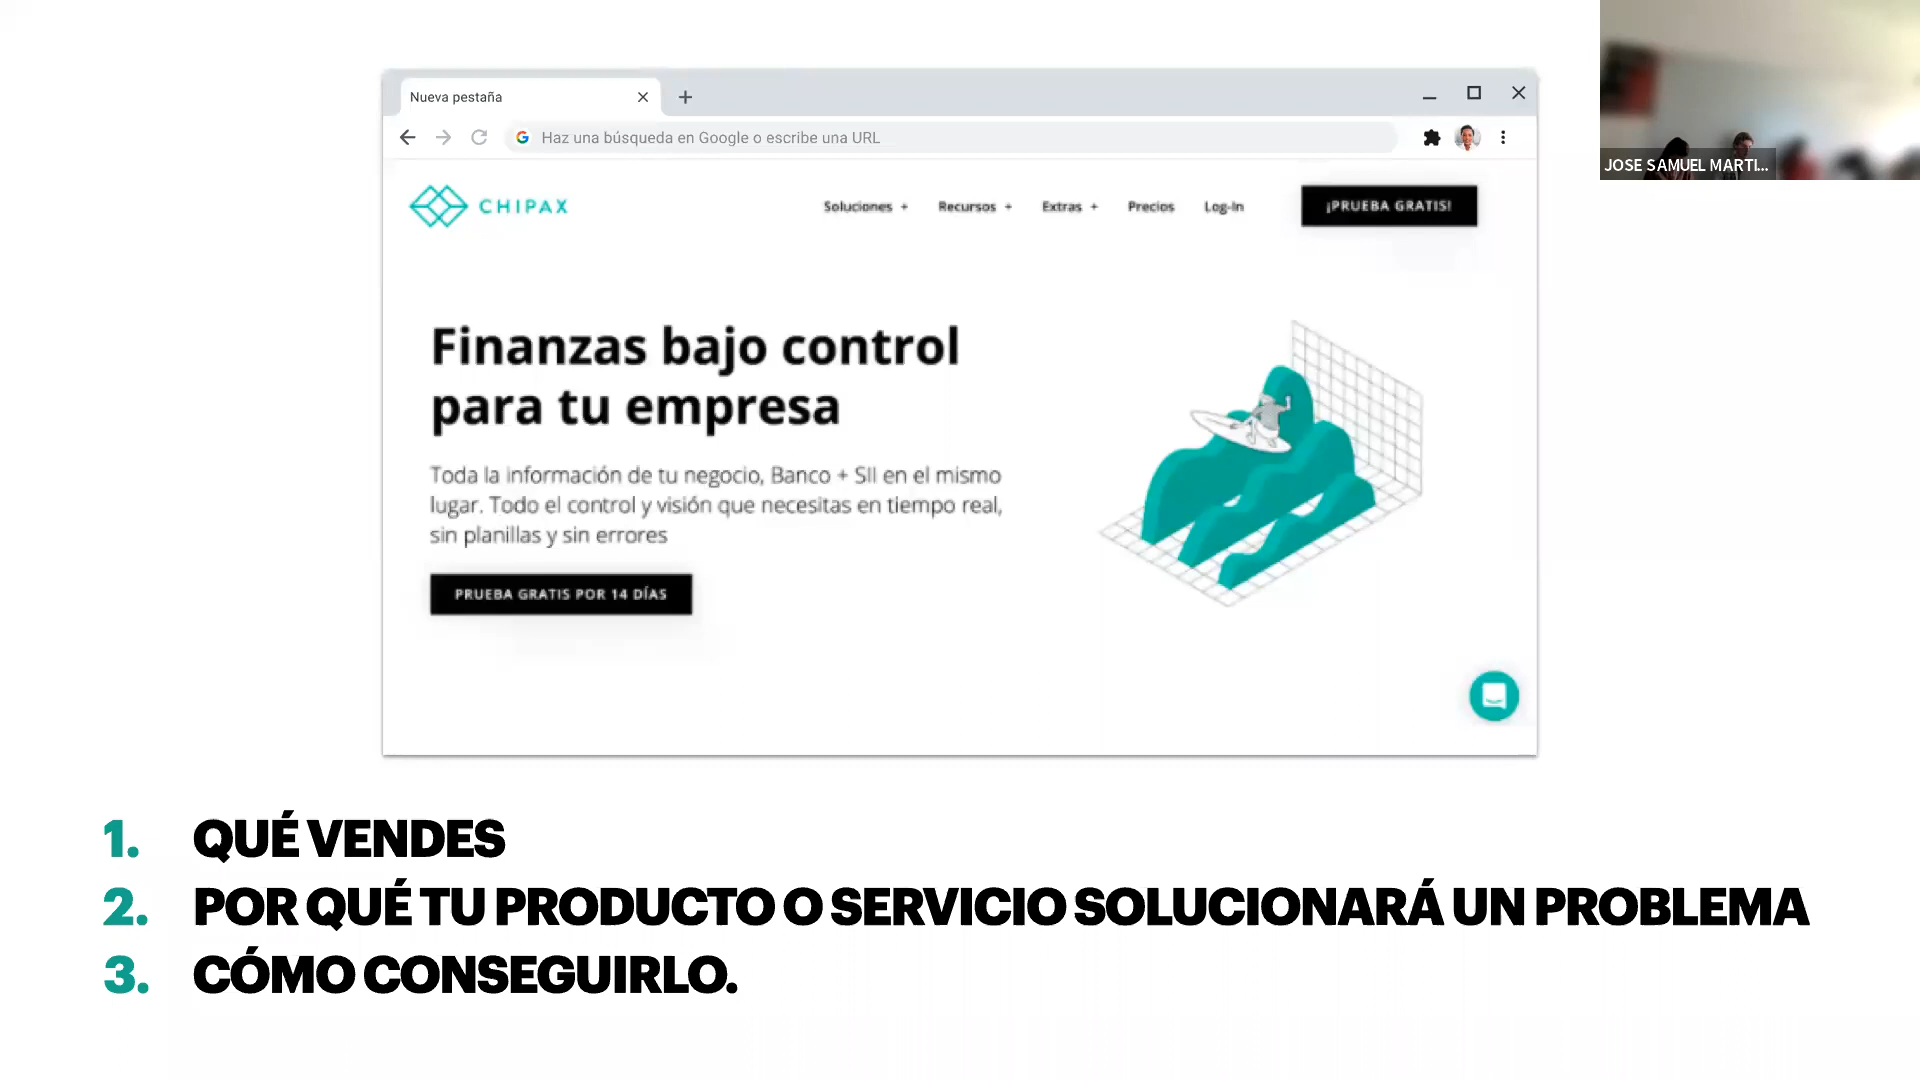 Nueva pestaña
Haz una búsqueda en Google o escribe una URL
JOSE SAMUEL MARTI...
CHIPAX
Soluciones + Recursos + Extras + Precios Log-In ¡PRUEBA GRATIS!
Finanzas bajo control
para tu empresa
Toda la información de tu negocio, Banco + SII en el mismo
lugar. Todo el control y visión que necesitas en tiempo real,
sin planillas y sin errores
PRUEBA GRATIS POR 14 DÍAS
1. QUÉ VENDES
2. POR QUÉ TU PRODUCTO O SERVICIO SOLUCIONARÁ UN PROBLEMA
3. CÓMO CONSEGUIRLO.